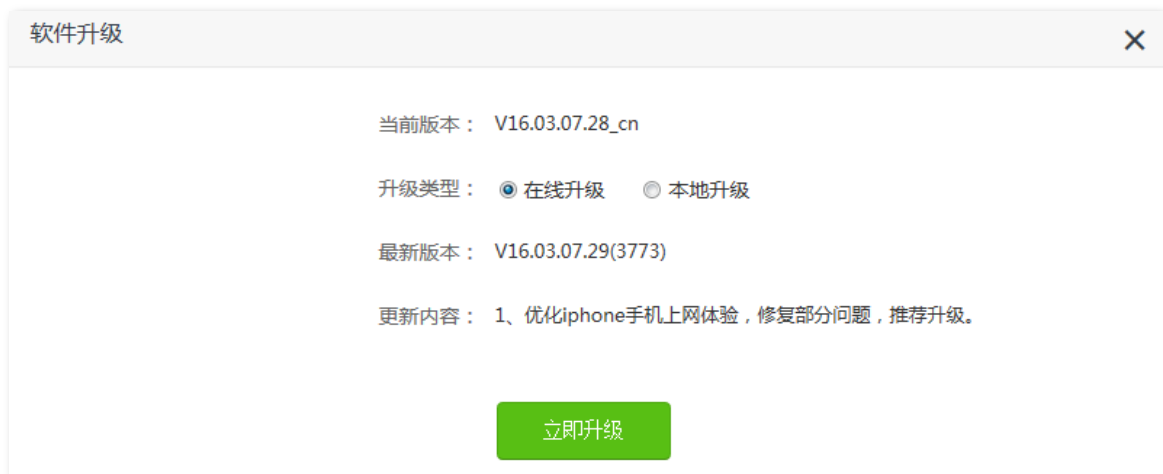 软件升级
当前版本： V16.03.07.28_cn
升级类型： 在线升级 本地升级
最新版本： V16.03.07.29(3773)
更新内容： 1、优化iphone手机上网体验，修复部分问题，推荐升级。
立即升级